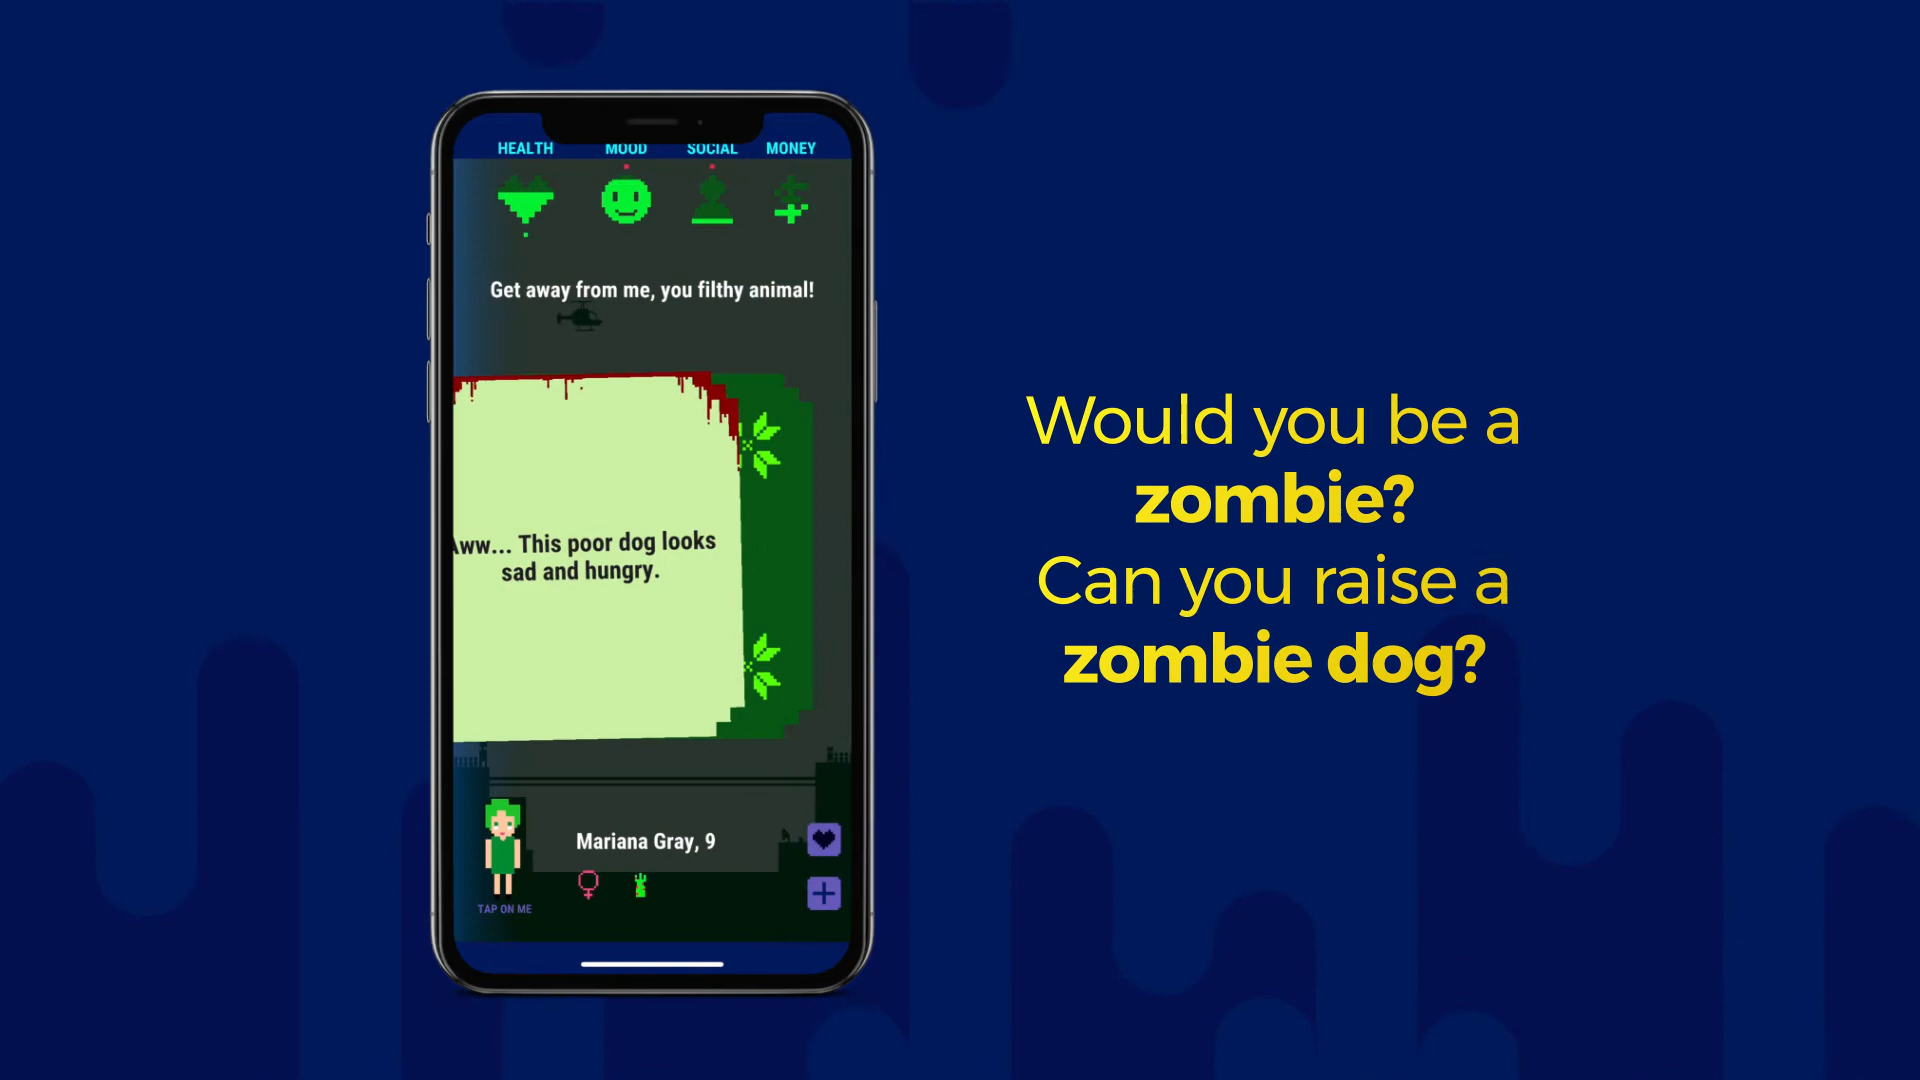 HEALTH MOOD SOCIAL MONEY
Get away from me, you filthy animal!
Aww... This poor dog looks
sad and hungry.
Mariana Gray, 9
TAP ON ME
Would you be a
zombie?
Can you raise a
zombie dog?